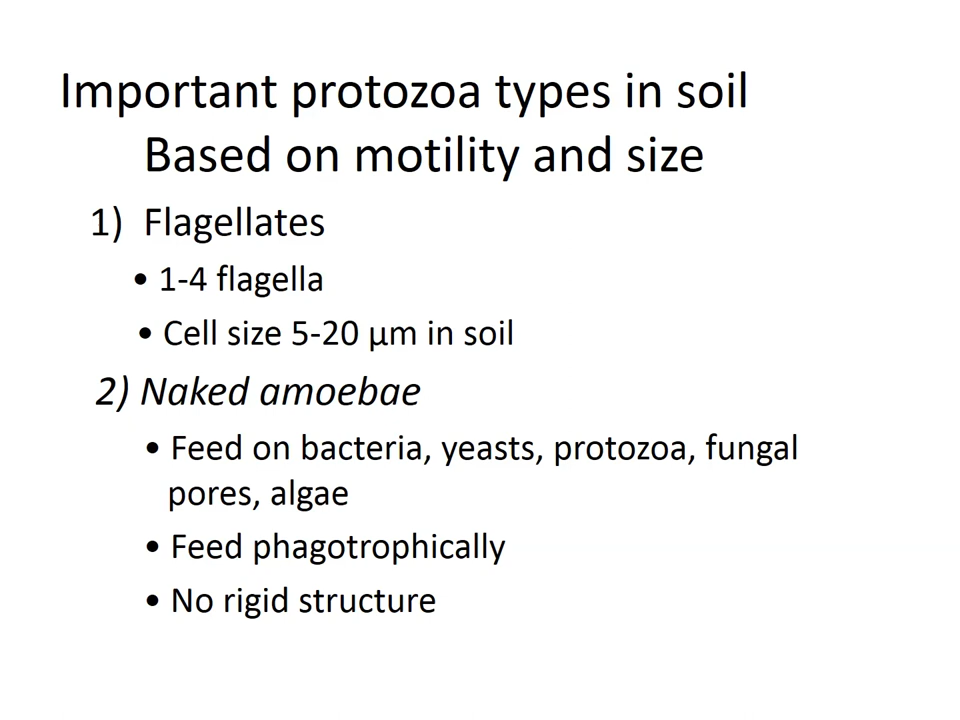 Important protozoa types in soil
Based on motility and size
1) Flagellates
• 1-4 flagella
• Cell size 5-20 µm in soil
2) Naked amoebae
• Feed on bacteria, yeasts, protozoa, fungal
pores, algae
• Feed phagotrophically
• No rigid structure